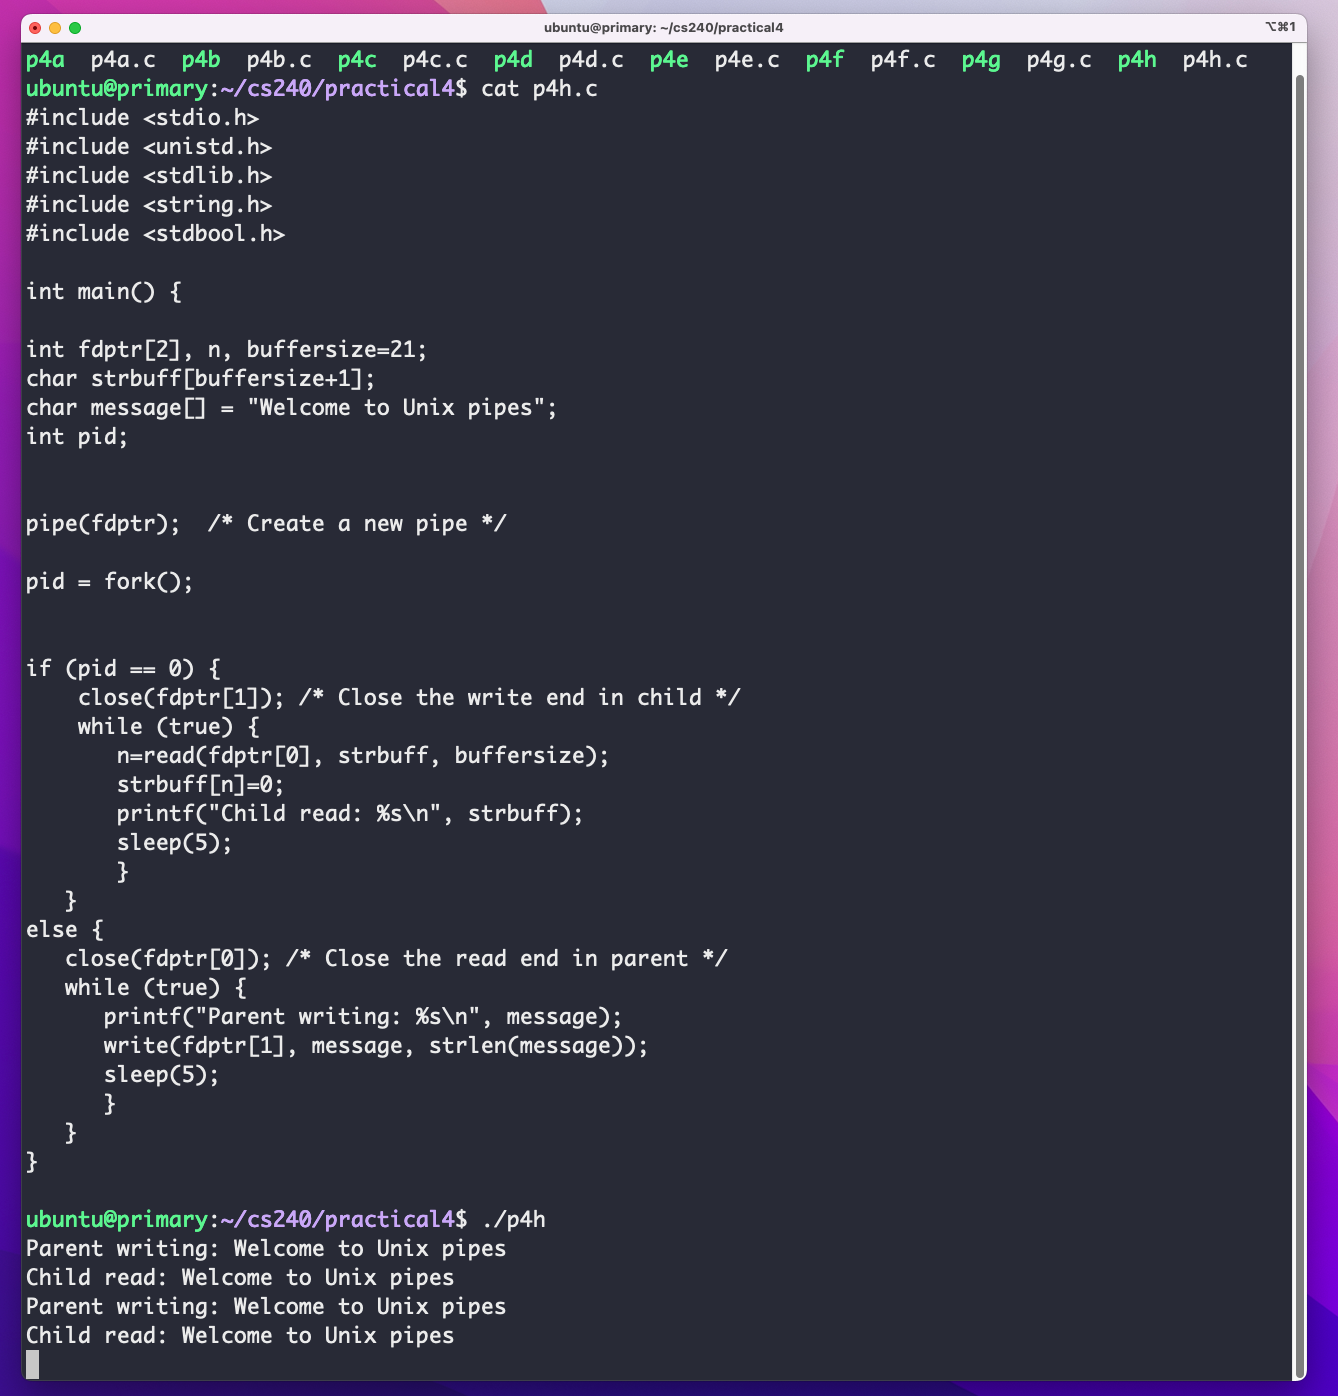 ubuntu@primary: ~/cs240/practical4
⌥⌘1
p4a  p4a.c  p4b  p4b.c  p4c  p4c.c  p4d  p4d.c  p4e  p4e.c  p4f  p4f.c  p4g  p4g.c  p4h  p4h.c
ubuntu@primary:~/cs240/practical4$ cat p4h.c
#include <stdio.h>
#include <unistd.h>
#include <stdlib.h>
#include <string.h>
#include <stdbool.h>

int main() {

int fdptr[2], n, buffersize=21;
char strbuff[buffersize+1];
char message[] = "Welcome to Unix pipes";
int pid;


pipe(fdptr);  /* Create a new pipe */

pid = fork();


if (pid == 0) {
    close(fdptr[1]); /* Close the write end in child */
    while (true) {
       n=read(fdptr[0], strbuff, buffersize);
       strbuff[n]=0;
       printf("Child read: %s\n", strbuff);
       sleep(5);
       }
   }
else {
   close(fdptr[0]); /* Close the read end in parent */
   while (true) {
      printf("Parent writing: %s\n", message);
      write(fdptr[1], message, strlen(message));
      sleep(5);
      }
   }
}

ubuntu@primary:~/cs240/practical4$ ./p4h
Parent writing: Welcome to Unix pipes
Child read: Welcome to Unix pipes
Parent writing: Welcome to Unix pipes
Child read: Welcome to Unix pipes